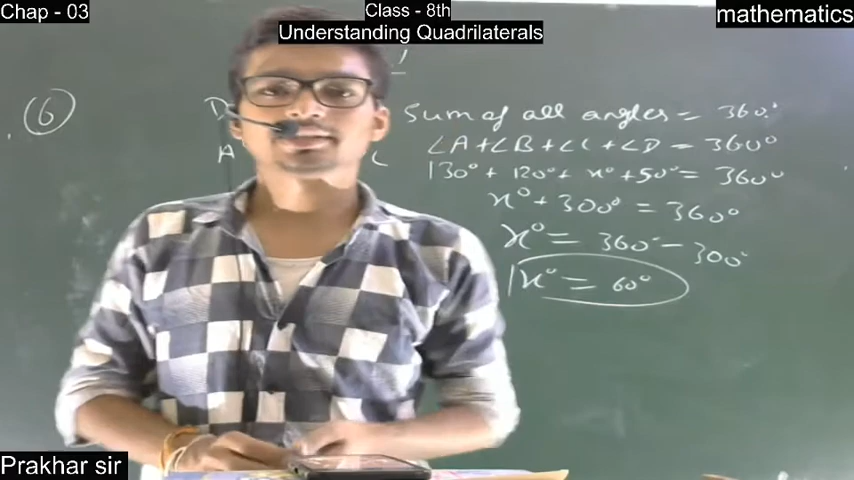 Chap - 03
Class - 8th
mathematics
Understanding Quadrilaterals
6
D
A
C
Sum of all angles = 360°
∠A+∠B+∠C+∠D = 360°
130°+ 120°+ x°+50°= 360°
x°+300° = 360°
x° = 360°- 300°
x° = 60°
Prakhar sir